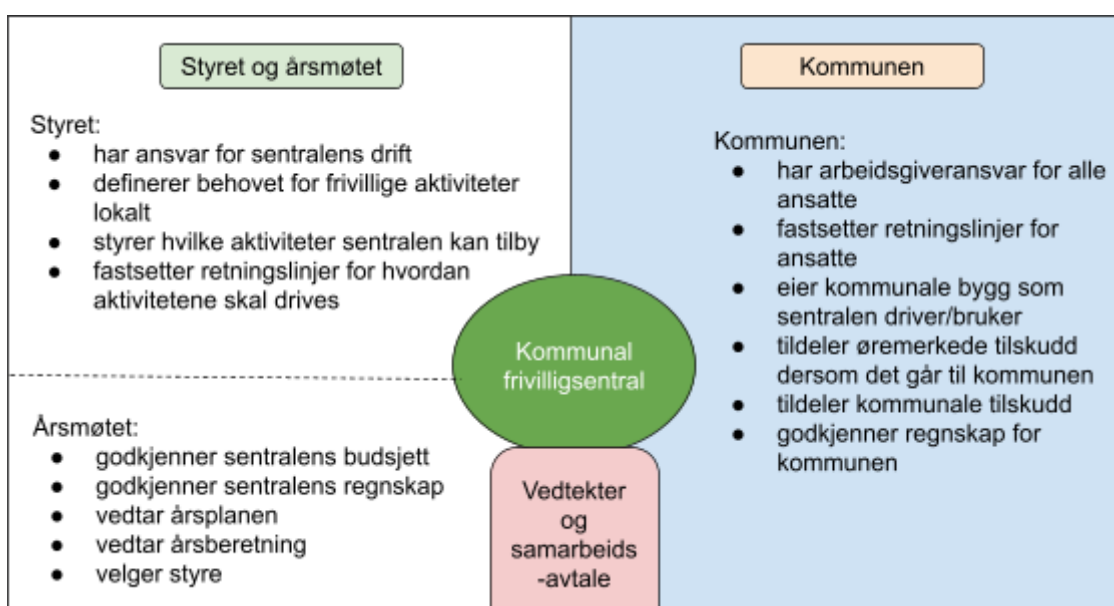 Styret og årsmøtet
Styret:
● har ansvar for sentralens drift
● definerer behovet for frivillige aktiviteter
lokalt
● styrer hvilke aktiviteter sentralen kan tilby
● fastsetter retningslinjer for hvordan
aktivitetene skal drives
Årsmøtet:
● godkjenner sentralens budsjett
● godkjenner sentralens regnskap
● vedtar årsplanen
● vedtar årsberetning
● velger styre
Kommunal
frivilligsentral
Vedtekter
og
samarbeids
-avtale
Kommunen
Kommunen:
● har arbeidsgiveransvar for alle
ansatte
● fastsetter retningslinjer for
ansatte
● eier kommunale bygg som
sentralen driver/bruker
● tildeler øremerkede tilskudd
dersom det går til kommunen
● tildeler kommunale tilskudd
● godkjenner regnskap for
kommunen